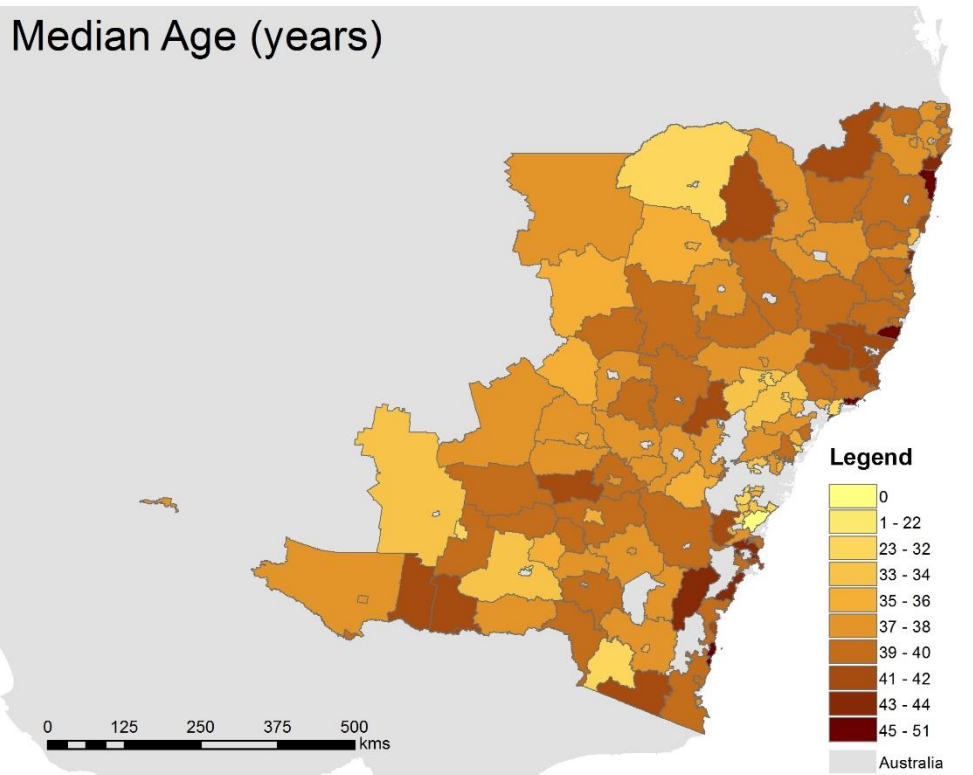 Median Age (years)
Legend
0
1 - 22
23 - 32
33 - 34
35 - 36
37 - 38
39 - 40
41 - 42
43 - 44
45 - 51
Australia
0 125 250 375 500
kms